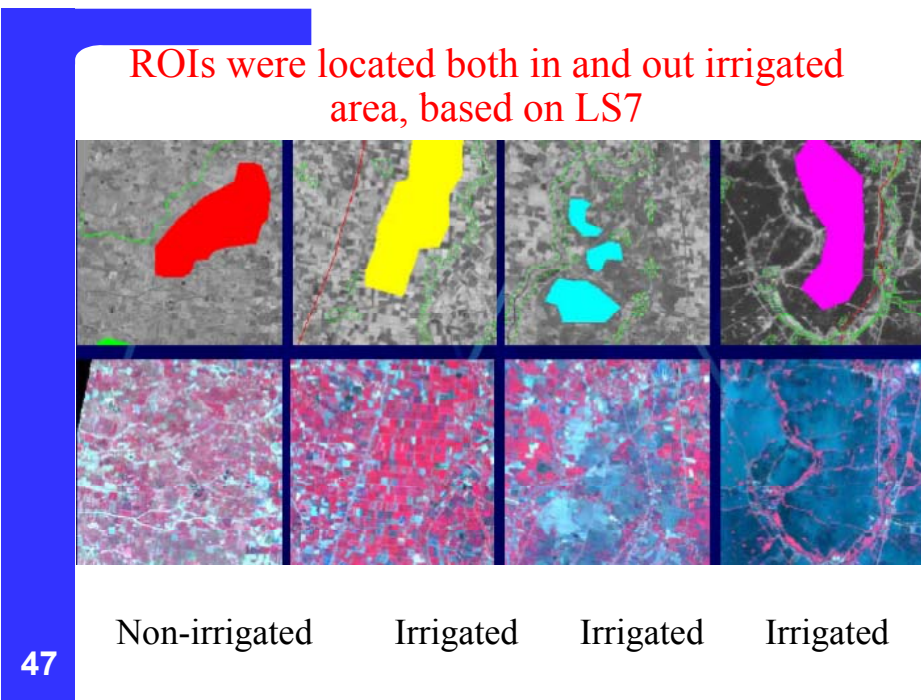 ROIs were located both in and out irrigated
area, based on LS7
Non-irrigated Irrigated Irrigated Irrigated
47